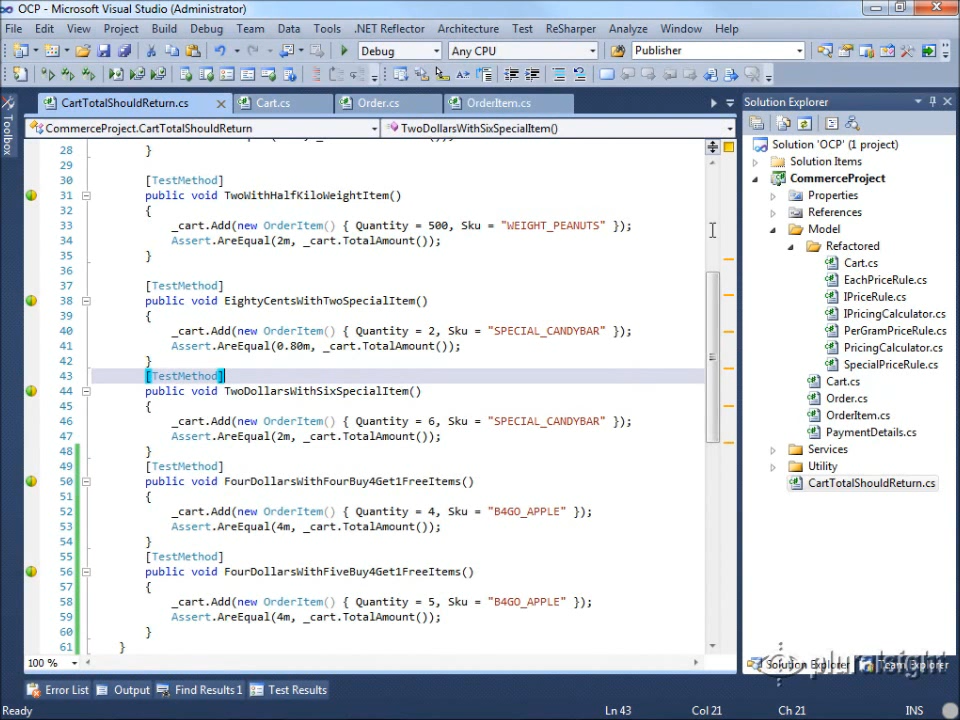 OCP - Microsoft Visual Studio (Administrator)
File Edit View Project Build Debug Team Data Tools .NET Reflector Architecture Test ReSharper Analyze Window Help
Debug Any CPU Publisher
CartTotalShouldReturn.cs Cart.cs Order.cs OrderItem.cs
CommerceProject.CartTotalShouldReturn TwoDollarsWithSixSpecialItem()
28 }
29
30 [TestMethod]
31 public void TwoWithHalfKiloWeightItem()
32 {
33 _cart.Add(new OrderItem() { Quantity = 500, Sku = "WEIGHT_PEANUTS" });
34 Assert.AreEqual(2m, _cart.TotalAmount());
35 }
36
37 [TestMethod]
38 public void EightyCentsWithTwoSpecialItem()
39 {
40 _cart.Add(new OrderItem() { Quantity = 2, Sku = "SPECIAL_CANDYBAR" });
41 Assert.AreEqual(0.80m, _cart.TotalAmount());
42 }
43 [TestMethod]
44 public void TwoDollarsWithSixSpecialItem()
45 {
46 _cart.Add(new OrderItem() { Quantity = 6, Sku = "SPECIAL_CANDYBAR" });
47 Assert.AreEqual(2m, _cart.TotalAmount());
48 }
49 [TestMethod]
50 public void FourDollarsWithFourBuy4Get1FreeItems()
51 {
52 _cart.Add(new OrderItem() { Quantity = 4, Sku = "B4GO_APPLE" });
53 Assert.AreEqual(4m, _cart.TotalAmount());
54 }
55 [TestMethod]
56 public void FourDollarsWithFiveBuy4Get1FreeItems()
57 {
58 _cart.Add(new OrderItem() { Quantity = 5, Sku = "B4GO_APPLE" });
59 Assert.AreEqual(4m, _cart.TotalAmount());
60 }
61 }
100 %
Toolbox
Solution Explorer
Solution 'OCP' (1 project)
Solution Items
CommerceProject
Properties
References
Model
Refactored
Cart.cs
EachPriceRule.cs
IPriceRule.cs
IPricingCalculator.cs
PerGramPriceRule.cs
PricingCalculator.cs
SpecialPriceRule.cs
Cart.cs
Order.cs
OrderItem.cs
PaymentDetails.cs
Services
Utility
CartTotalShouldReturn.cs
Solution Explorer Team Explorer
pluralsight
Error List Output Find Results 1 Test Results
Ready Ln 43 Col 21 Ch 21 INS